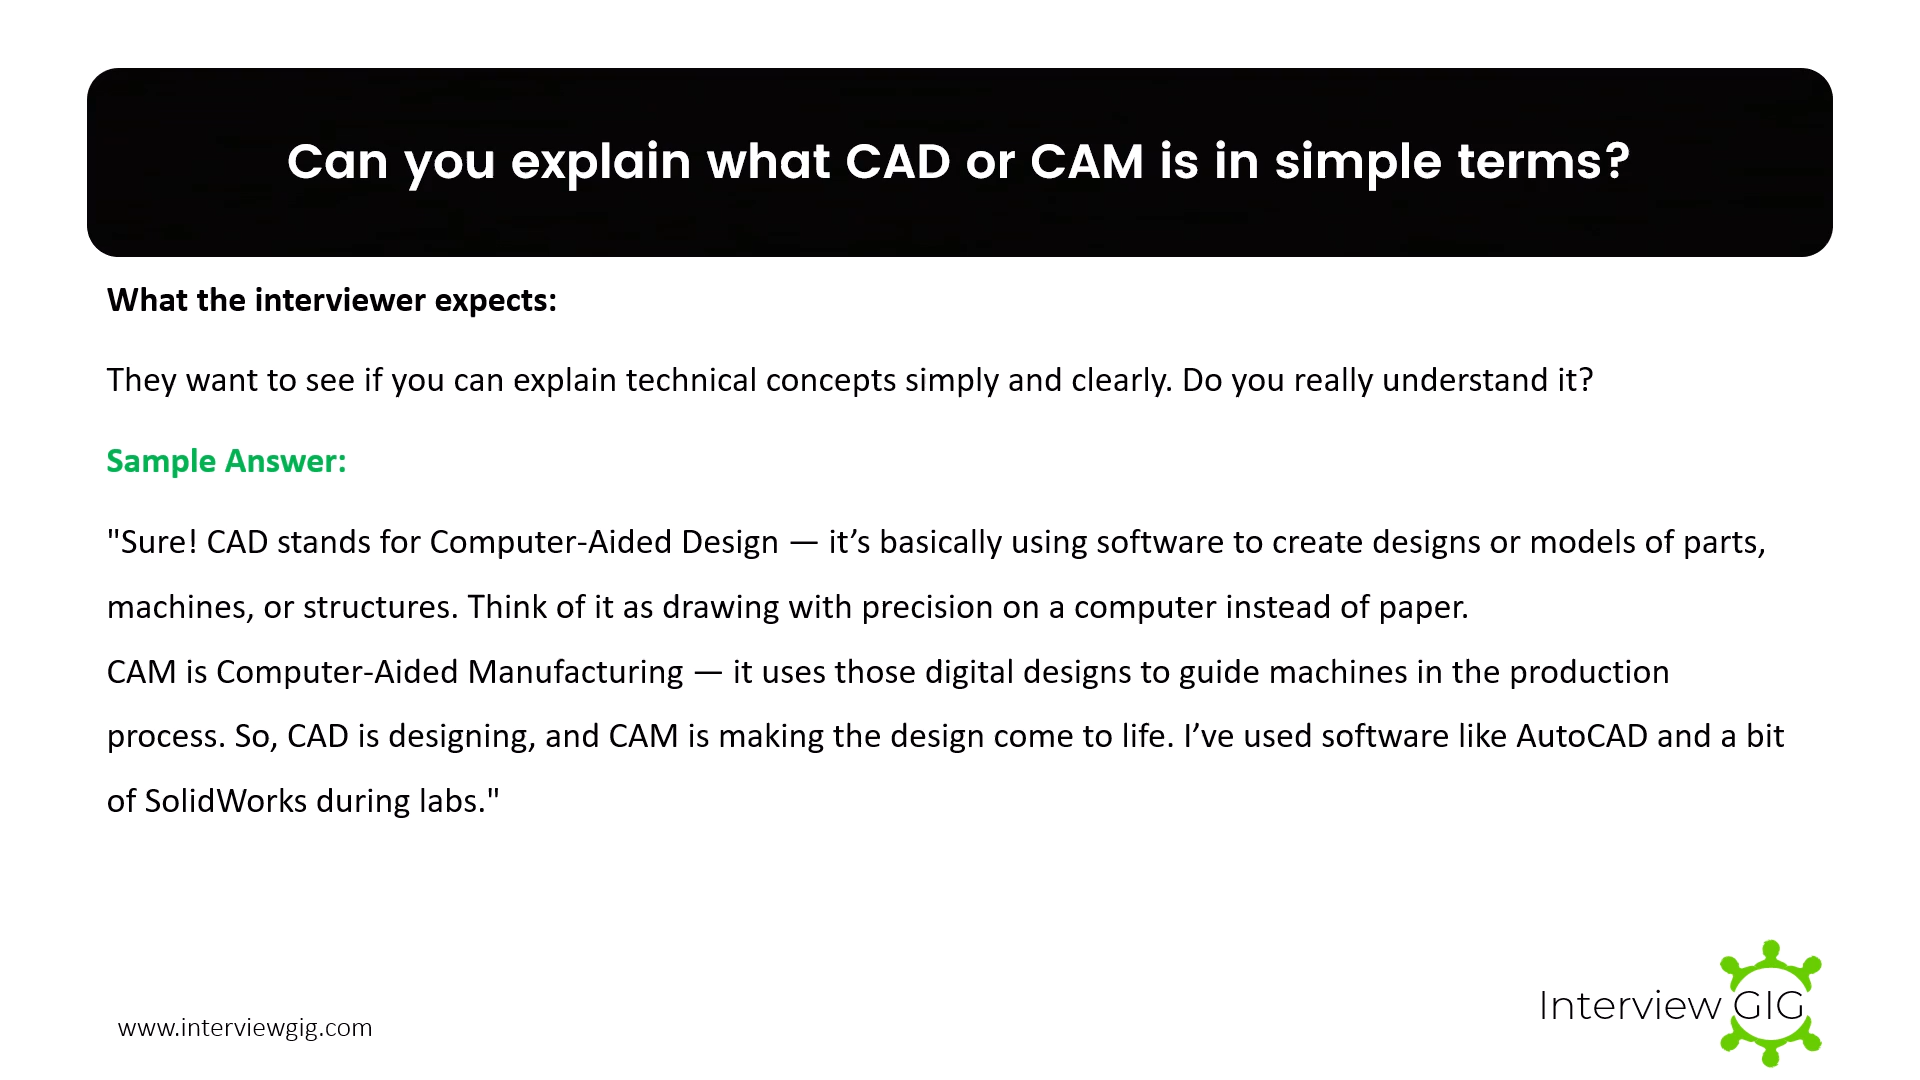 Can you explain what CAD or CAM is in simple terms?
What the interviewer expects:
They want to see if you can explain technical concepts simply and clearly. Do you really understand it?
Sample Answer:
"Sure! CAD stands for Computer-Aided Design — it’s basically using software to create designs or models of parts,
machines, or structures. Think of it as drawing with precision on a computer instead of paper.
CAM is Computer-Aided Manufacturing — it uses those digital designs to guide machines in the production
process. So, CAD is designing, and CAM is making the design come to life. I’ve used software like AutoCAD and a bit
of SolidWorks during labs."
Interview GIG
www.interviewgig.com